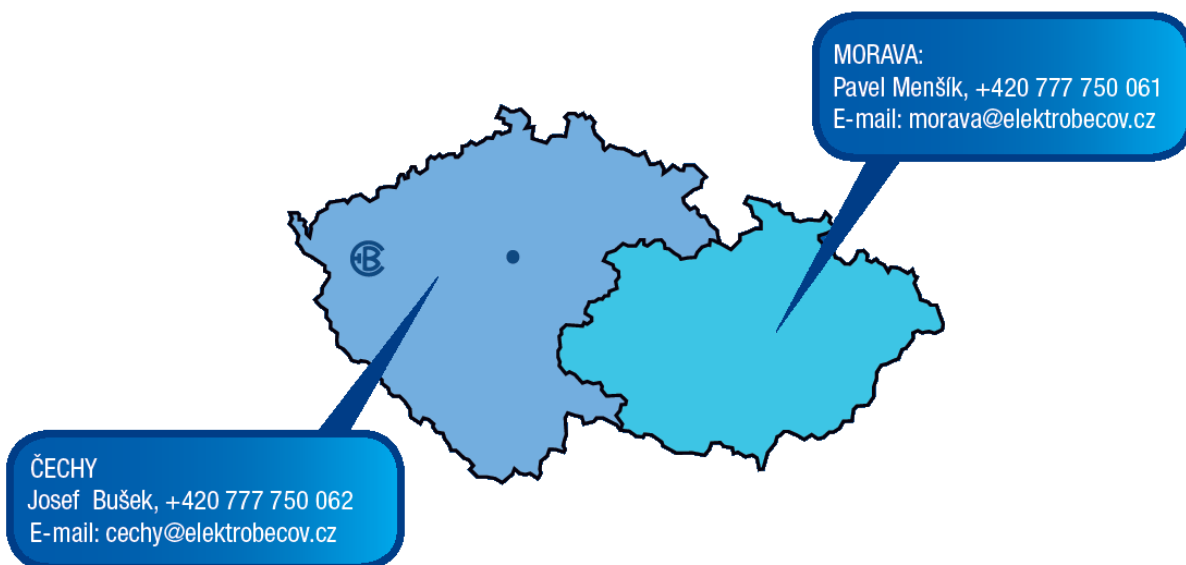 MORAVA:
Pavel Menšík, +420 777 750 061
E-mail: morava@elektrobecov.cz
ČECHY
Josef Bušek, +420 777 750 062
E-mail: cechy@elektrobecov.cz